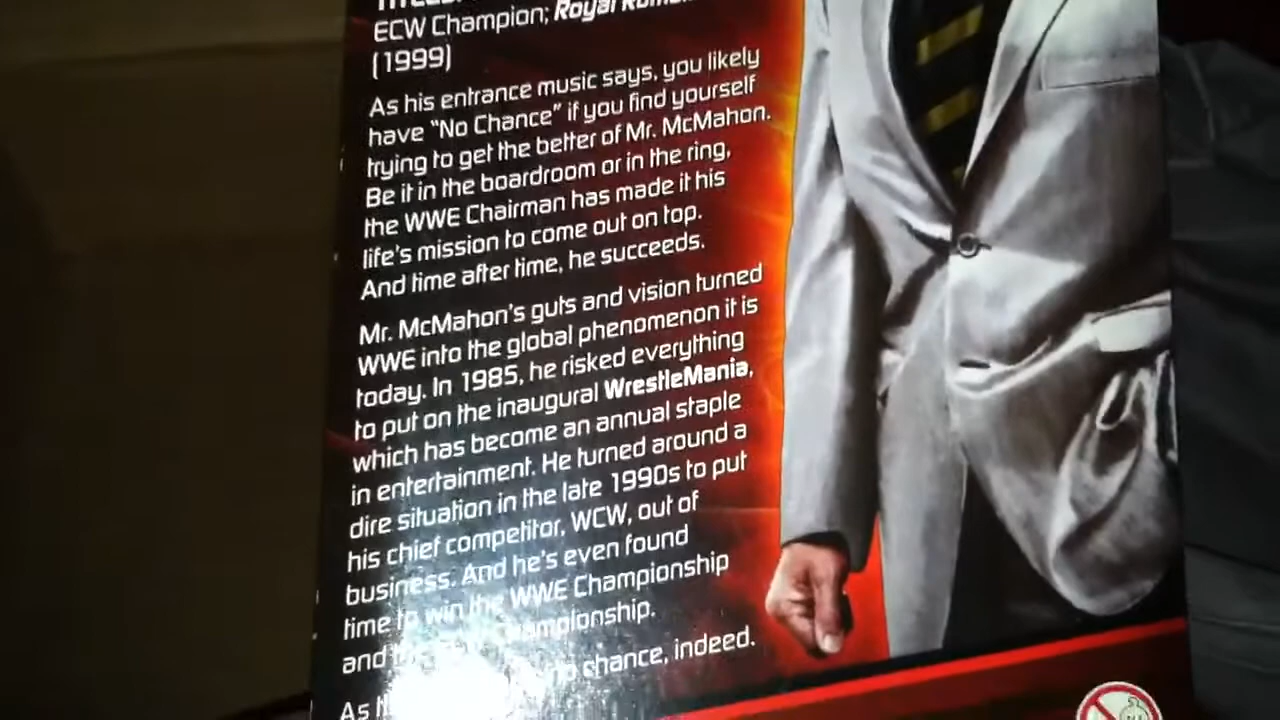 ECW Champion; Royal
(1999)
As his entrance music says, you likely
have "No Chance" if you find yourself
trying to get the better of Mr. McMahon.
Be it in the boardroom or in the ring,
the WWE Chairman has made it his
life's mission to come out on top.
And time after time, he succeeds.
Mr. McMahon's guts and vision turned
WWE into the global phenomenon it is
today. In 1985, he risked everything
to put on the inaugural WrestleMania,
which has become an annual staple
in entertainment. He turned around a
dire situation in the late 1990s to put
his chief competitor, WCW, out of
business. And he's even found
time to win the WWE Championship
and Championship.
As chance, indeed.